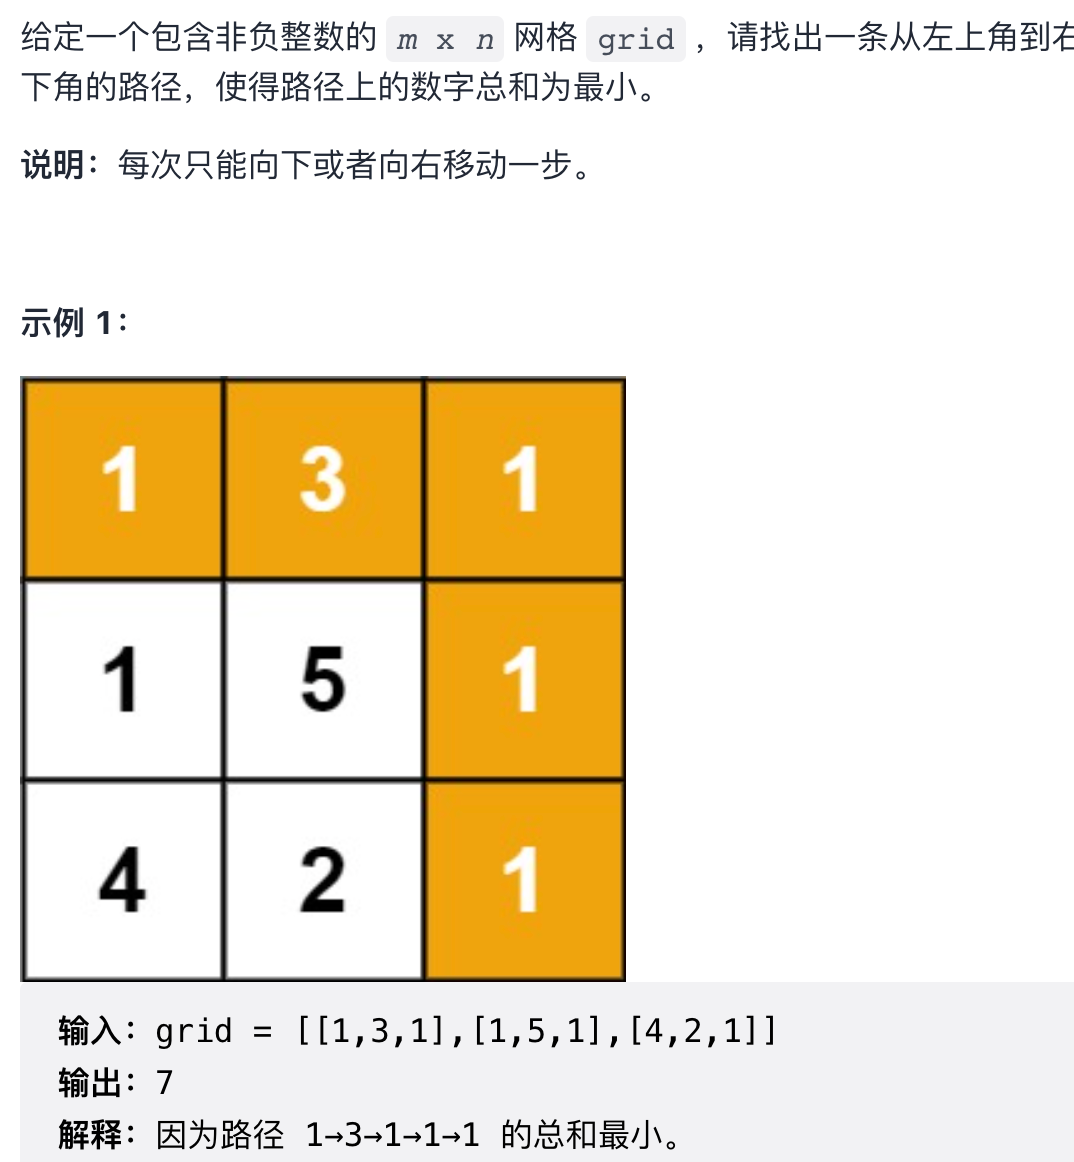 给定一个包含非负整数的 m x n 网格 grid ，请找出一条从左上角到右
下角的路径，使得路径上的数字总和为最小。
说明：每次只能向下或者向右移动一步。
示例 1：
1 3 1
1 5 1
4 2 1
输入：grid = [[1,3,1],[1,5,1],[4,2,1]]
输出：7
解释：因为路径 1→3→1→1→1 的总和最小。